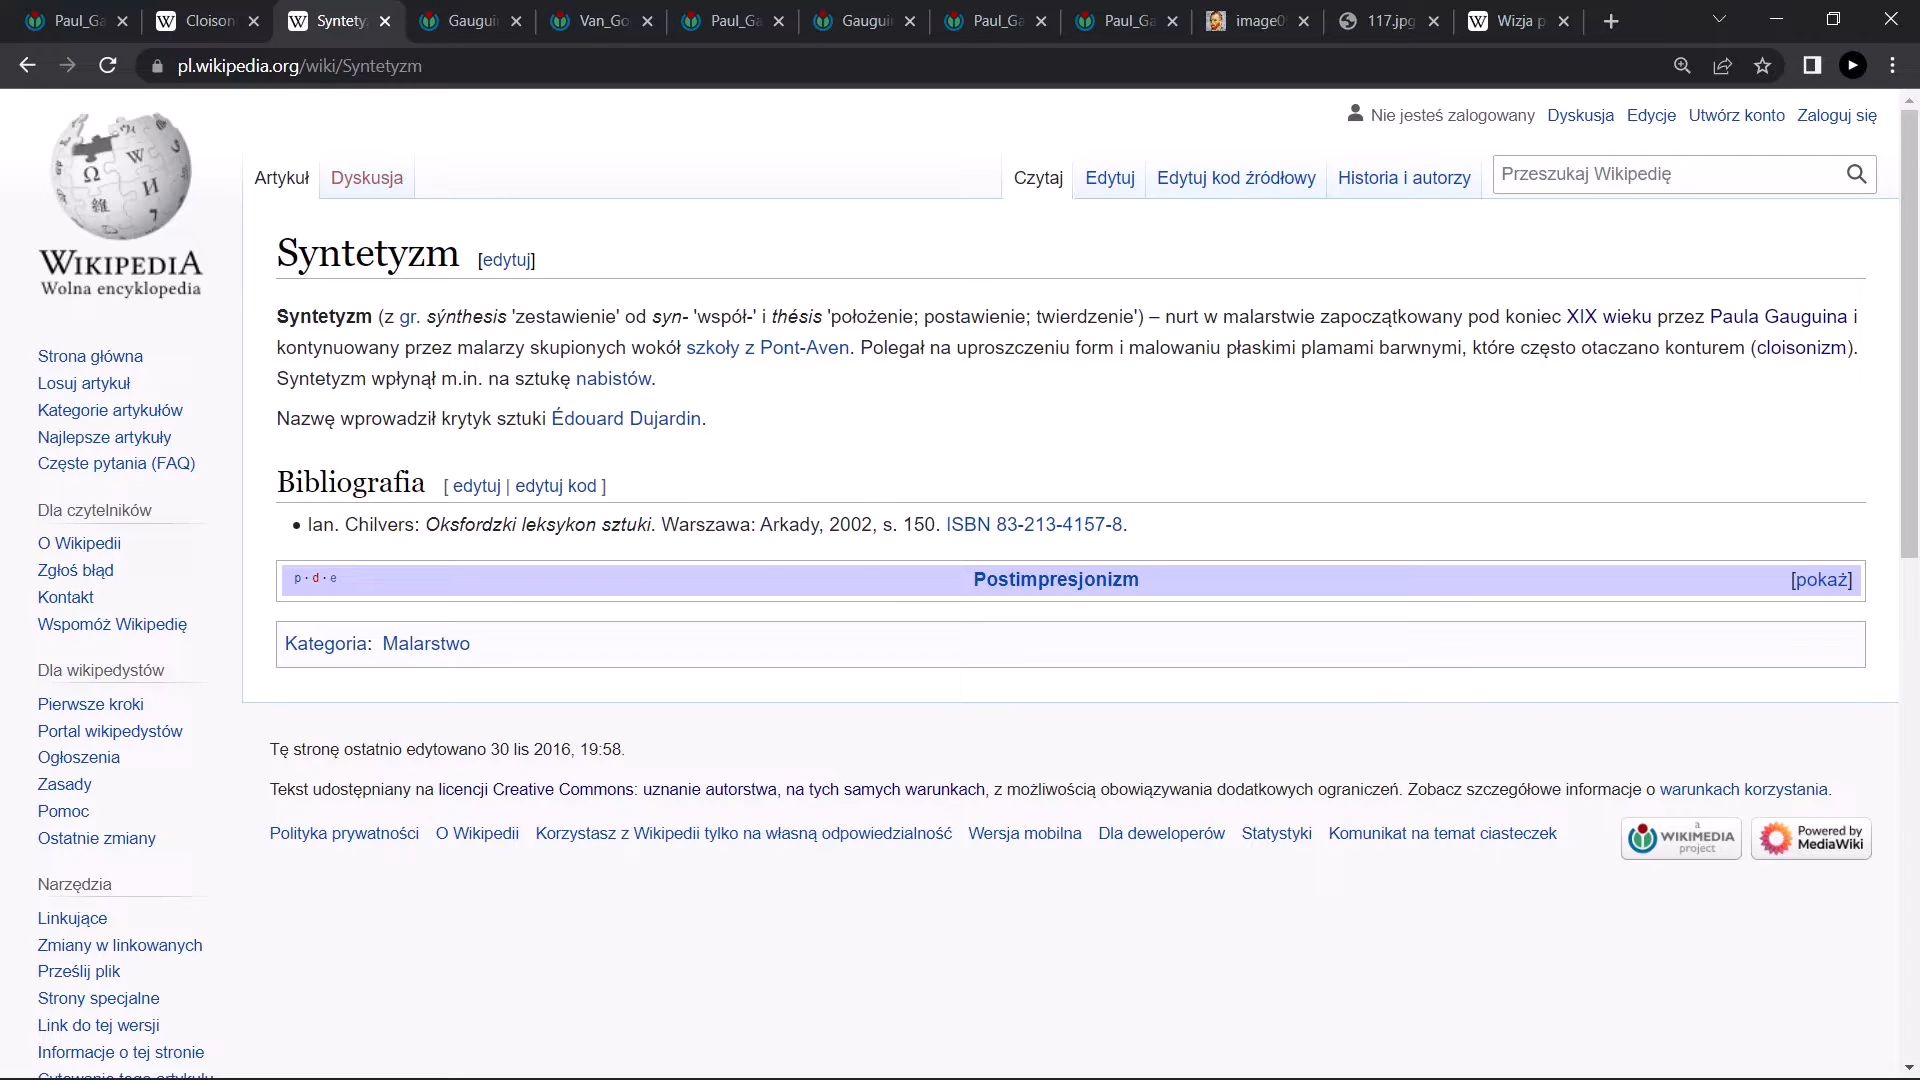 Paul_Ga
Cloison
Syntety
Gaugui
Van_Go
Paul_Ga
Gaugui
Paul_Ga
Paul_Ga
image0
117.jpg
Wizja p
pl.wikipedia.org/wiki/Syntetyzm
Nie jesteś zalogowany Dyskusja Edycje Utwórz konto Zaloguj się
Artykuł Dyskusja Czytaj Edytuj Edytuj kod źródłowy Historia i autorzy Przeszukaj Wikipedię
WIKIPEDIA
Wolna encyklopedia
Strona główna
Losuj artykuł
Kategorie artykułów
Najlepsze artykuły
Częste pytania (FAQ)
Dla czytelników
O Wikipedii
Zgłoś błąd
Kontakt
Wspomóż Wikipedię
Dla wikipedystów
Pierwsze kroki
Portal wikipedystów
Ogłoszenia
Zasady
Pomoc
Ostatnie zmiany
Narzędzia
Linkujące
Zmiany w linkowanych
Prześlij plik
Strony specjalne
Link do tej wersji
Informacje o tej stronie
Syntetyzm [edytuj]
Syntetyzm (z gr. sýnthesis 'zestawienie' od syn- 'współ-' i thésis 'położenie; postawienie; twierdzenie') – nurt w malarstwie zapoczątkowany pod koniec XIX wieku przez Paula Gauguina i
kontynuowany przez malarzy skupionych wokół szkoły z Pont-Aven. Polegał na uproszczeniu form i malowaniu płaskimi plamami barwnymi, które często otaczano konturem (cloisonizm).
Syntetyzm wpłynął m.in. na sztukę nabistów.
Nazwę wprowadził krytyk sztuki Édouard Dujardin.
Bibliografia [ edytuj | edytuj kod ]
• Ian. Chilvers: Oksfordzki leksykon sztuki. Warszawa: Arkady, 2002, s. 150. ISBN 83-213-4157-8.
p · d · e Postimpresjonizm [pokaż]
Kategoria: Malarstwo
Tę stronę ostatnio edytowano 30 lis 2016, 19:58.
Tekst udostępniany na licencji Creative Commons: uznanie autorstwa, na tych samych warunkach, z możliwością obowiązywania dodatkowych ograniczeń. Zobacz szczegółowe informacje o warunkach korzystania.
Polityka prywatności O Wikipedii Korzystasz z Wikipedii tylko na własną odpowiedzialność Wersja mobilna Dla deweloperów Statystyki Komunikat na temat ciasteczek
a
WIKIMEDIA
project
Powered by
MediaWiki